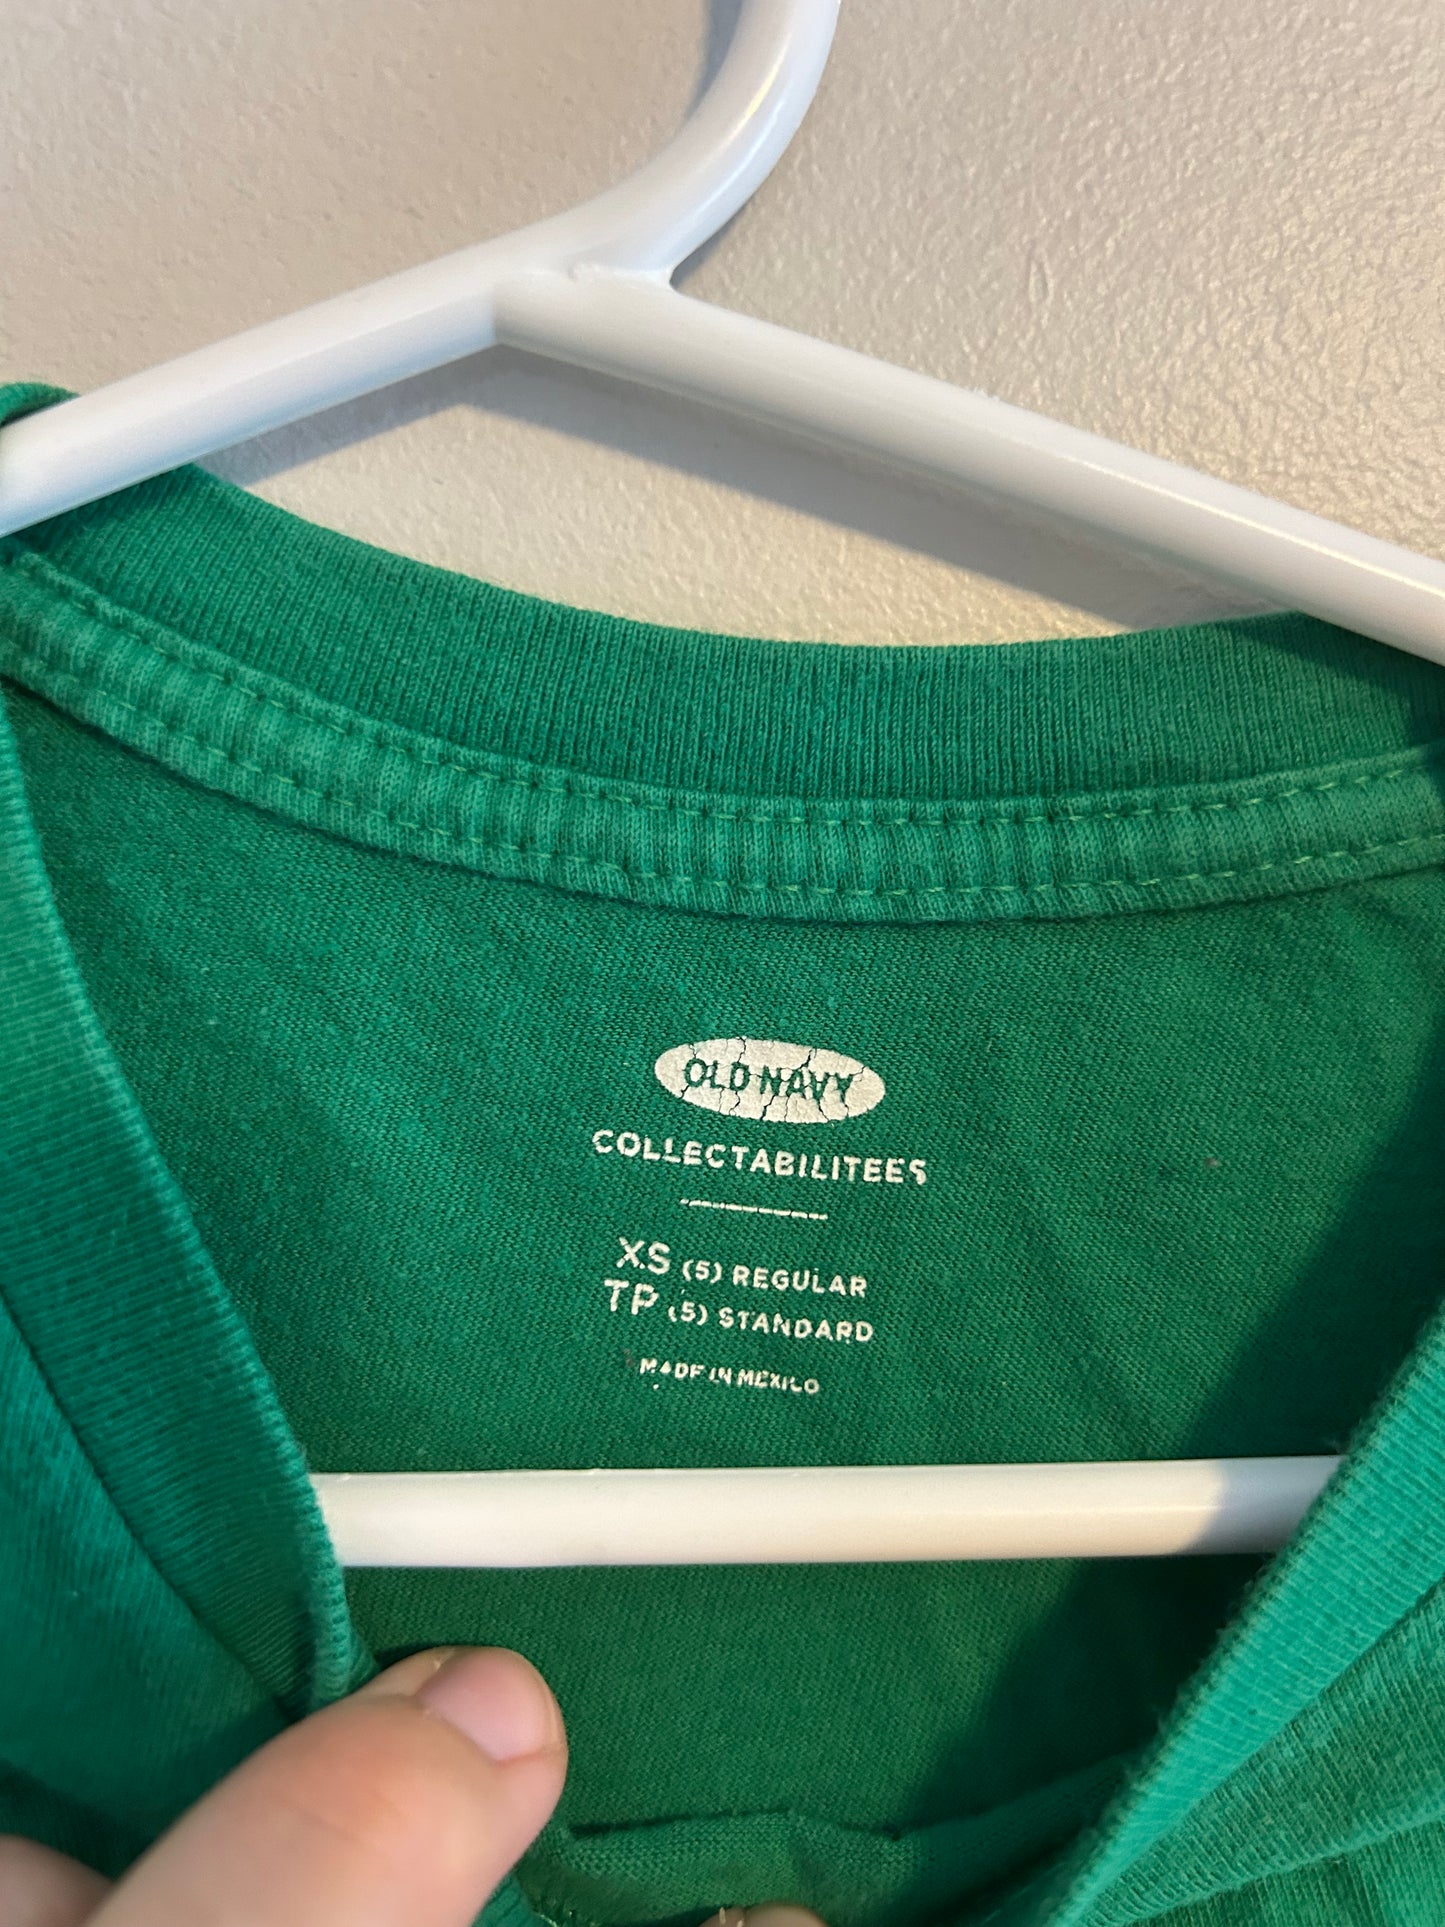 OLD NAVY
COLLECTABILITEES
XS (5) REGULAR
TP (5) STANDARD
MADE IN MEXICO